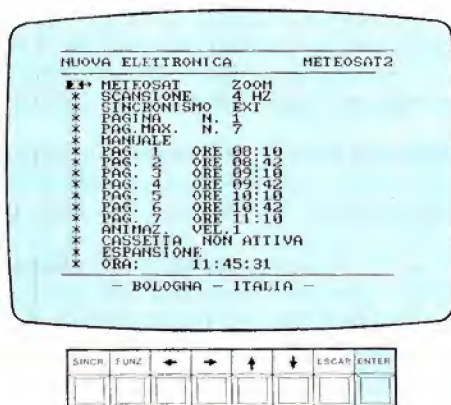 NUOVA ELETTRONICA METEOSAT2
METEOSAT ZOOM
* SCANSIONE 4 HZ
* SINCRONISMO EXT
* PAGINA N. 1
* PAG.MAX. N. 7
* MANUALE
* PAG. 1 ORE 08:10
* PAG. 2 ORE 08:42
* PAG. 3 ORE 09:10
* PAG. 4 ORE 09:42
* PAG. 5 ORE 10:10
* PAG. 6 ORE 10:42
* PAG. 7 ORE 11:10
* ANIMAZ. VEL.1
* CASSETTA NON ATTIVA
* ESPANSIONE
* ORA: 11:45:31
- BOLOGNA - ITALIA -
SINCR. FUNZ. ← → ↑ ↓ ESCAPE ENTER